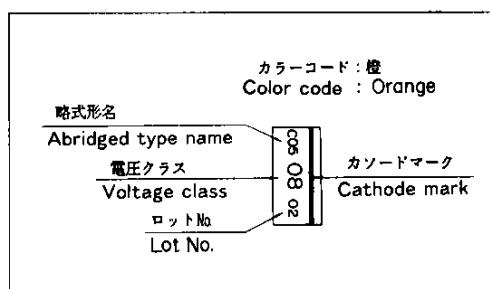 カラーコード：橙
Color code : Orange
略式形名
Abridged type name
電圧クラス
Voltage class
ロットNo.
Lot No.
C05 08 02
カソードマーク
Cathode mark